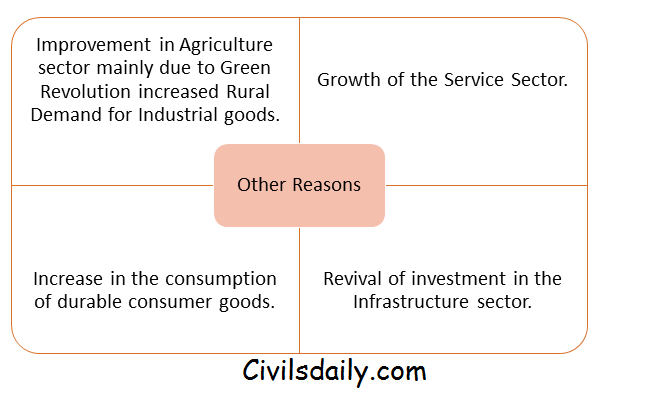 Improvement in Agriculture
sector mainly due to Green
Revolution increased Rural
Demand for Industrial goods.
Growth of the Service Sector.
Other Reasons
Increase in the consumption
of durable consumer goods.
Revival of investment in the
Infrastructure sector.
Civilsdaily.com